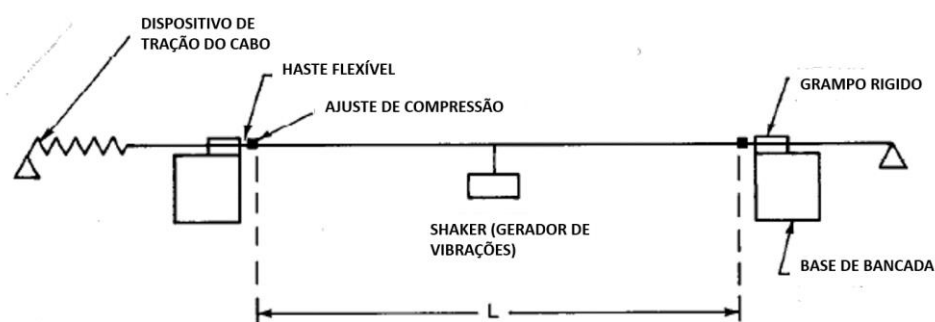 DISPOSITIVO DE
TRAÇÃO DO CABO
HASTE FLEXÍVEL
AJUSTE DE COMPRESSÃO
GRAMPO RIGIDO
SHAKER (GERADOR DE
VIBRAÇÕES)
BASE DE BANCADA
L